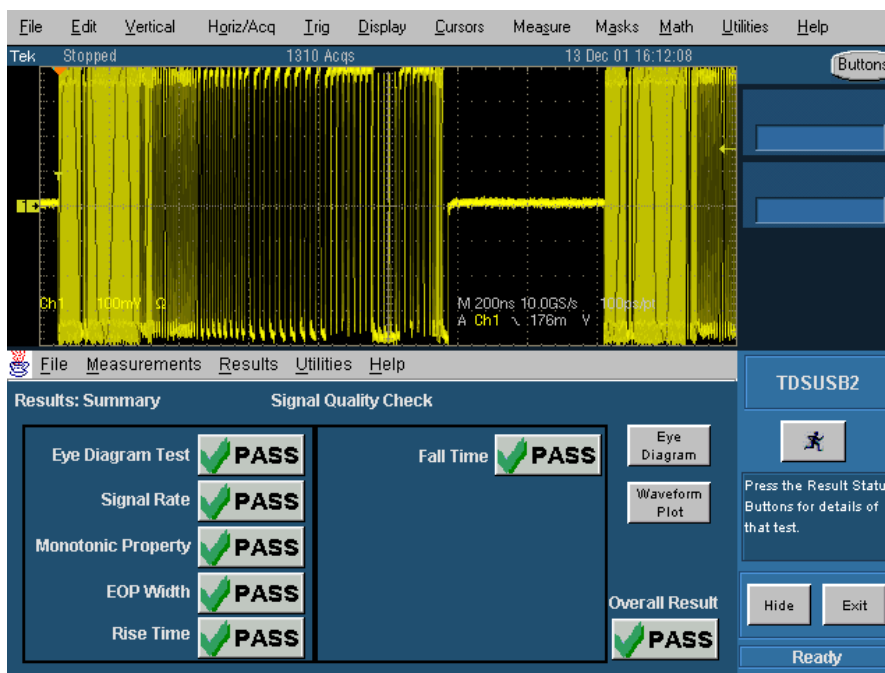 File Edit Vertical Horiz/Acq Trig Display Cursors Measure Masks Math Utilities Help
Tek Stopped 1310 Acqs 13 Dec 01 16:12:08
Buttons
1
Ch1 100mV Ω
M 200ns 10.0GS/s 100ps/pt
A Ch1 176m V
File Measurements Results Utilities Help
TDSUSB2
Results: Summary Signal Quality Check
Eye Diagram Test PASS
Fall Time PASS
Eye
Diagram
Signal Rate PASS
Waveform
Plot
Press the Result Statu
Buttons for details of
that test.
Monotonic Property PASS
EOP Width PASS
Rise Time PASS
Overall Result
PASS
Hide Exit
Ready